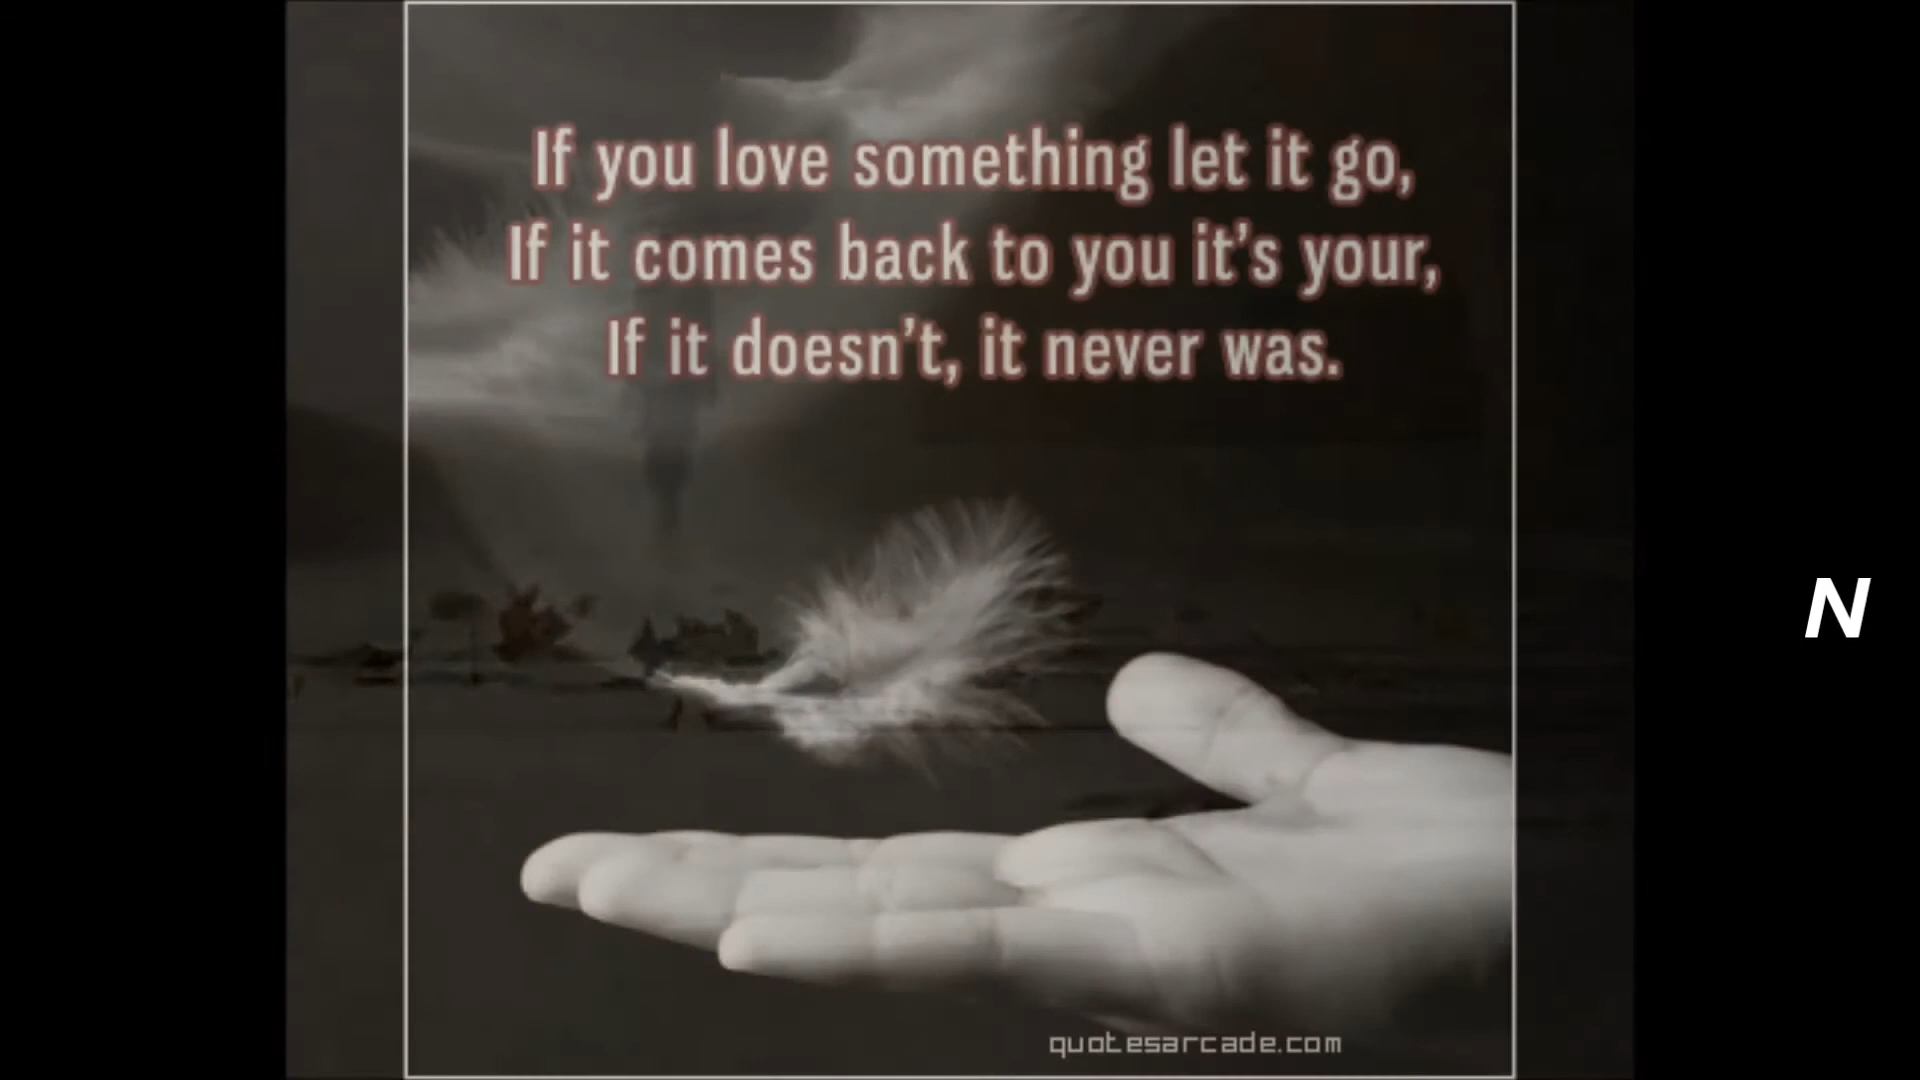 If you love something let it go,
If it comes back to you it's your,
If it doesn't, it never was.
N
quotesarcade.com